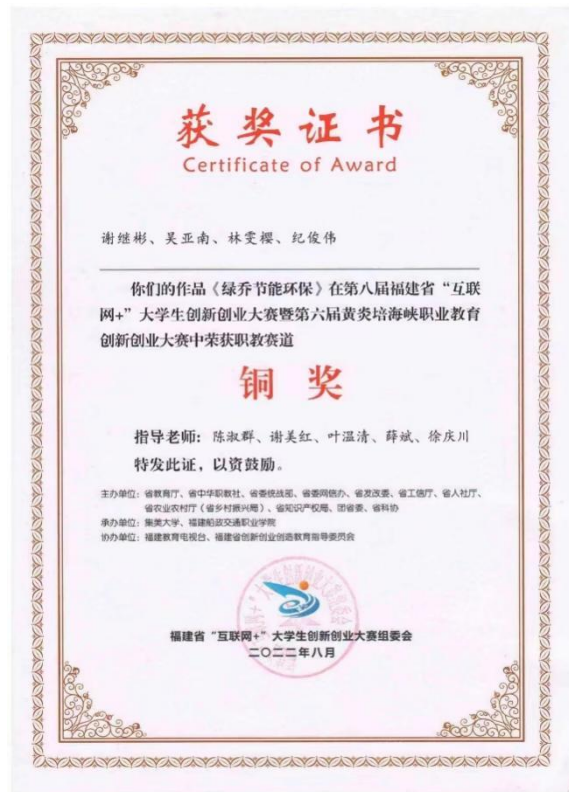 获奖证书
Certificate of Award
谢继彬、吴亚南、林雯樱、纪俊伟
你们的作品《绿乔节能环保》在第八届福建省“互联
网+”大学生创新创业大赛暨第六届黄炎培海峡职业教育
创新创业大赛中荣获职教赛道
铜奖
指导老师：陈淑群、谢美红、叶温清、薛斌、徐庆川
特发此证，以资鼓励。
主办单位：省教育厅、省中华职教社、省委统战部、省委网信办、省发改委、省工信厅、省人社厅、
省农业农村厅（省乡村振兴局）、省知识产权局、团省委、省科协
承办单位：集美大学、福建船政交通职业学院
协办单位：福建教育电视台、福建省创新创业创造教育指导委员会
福建省“互联网+”大学生创新创业大赛组委会
二〇二二年八月